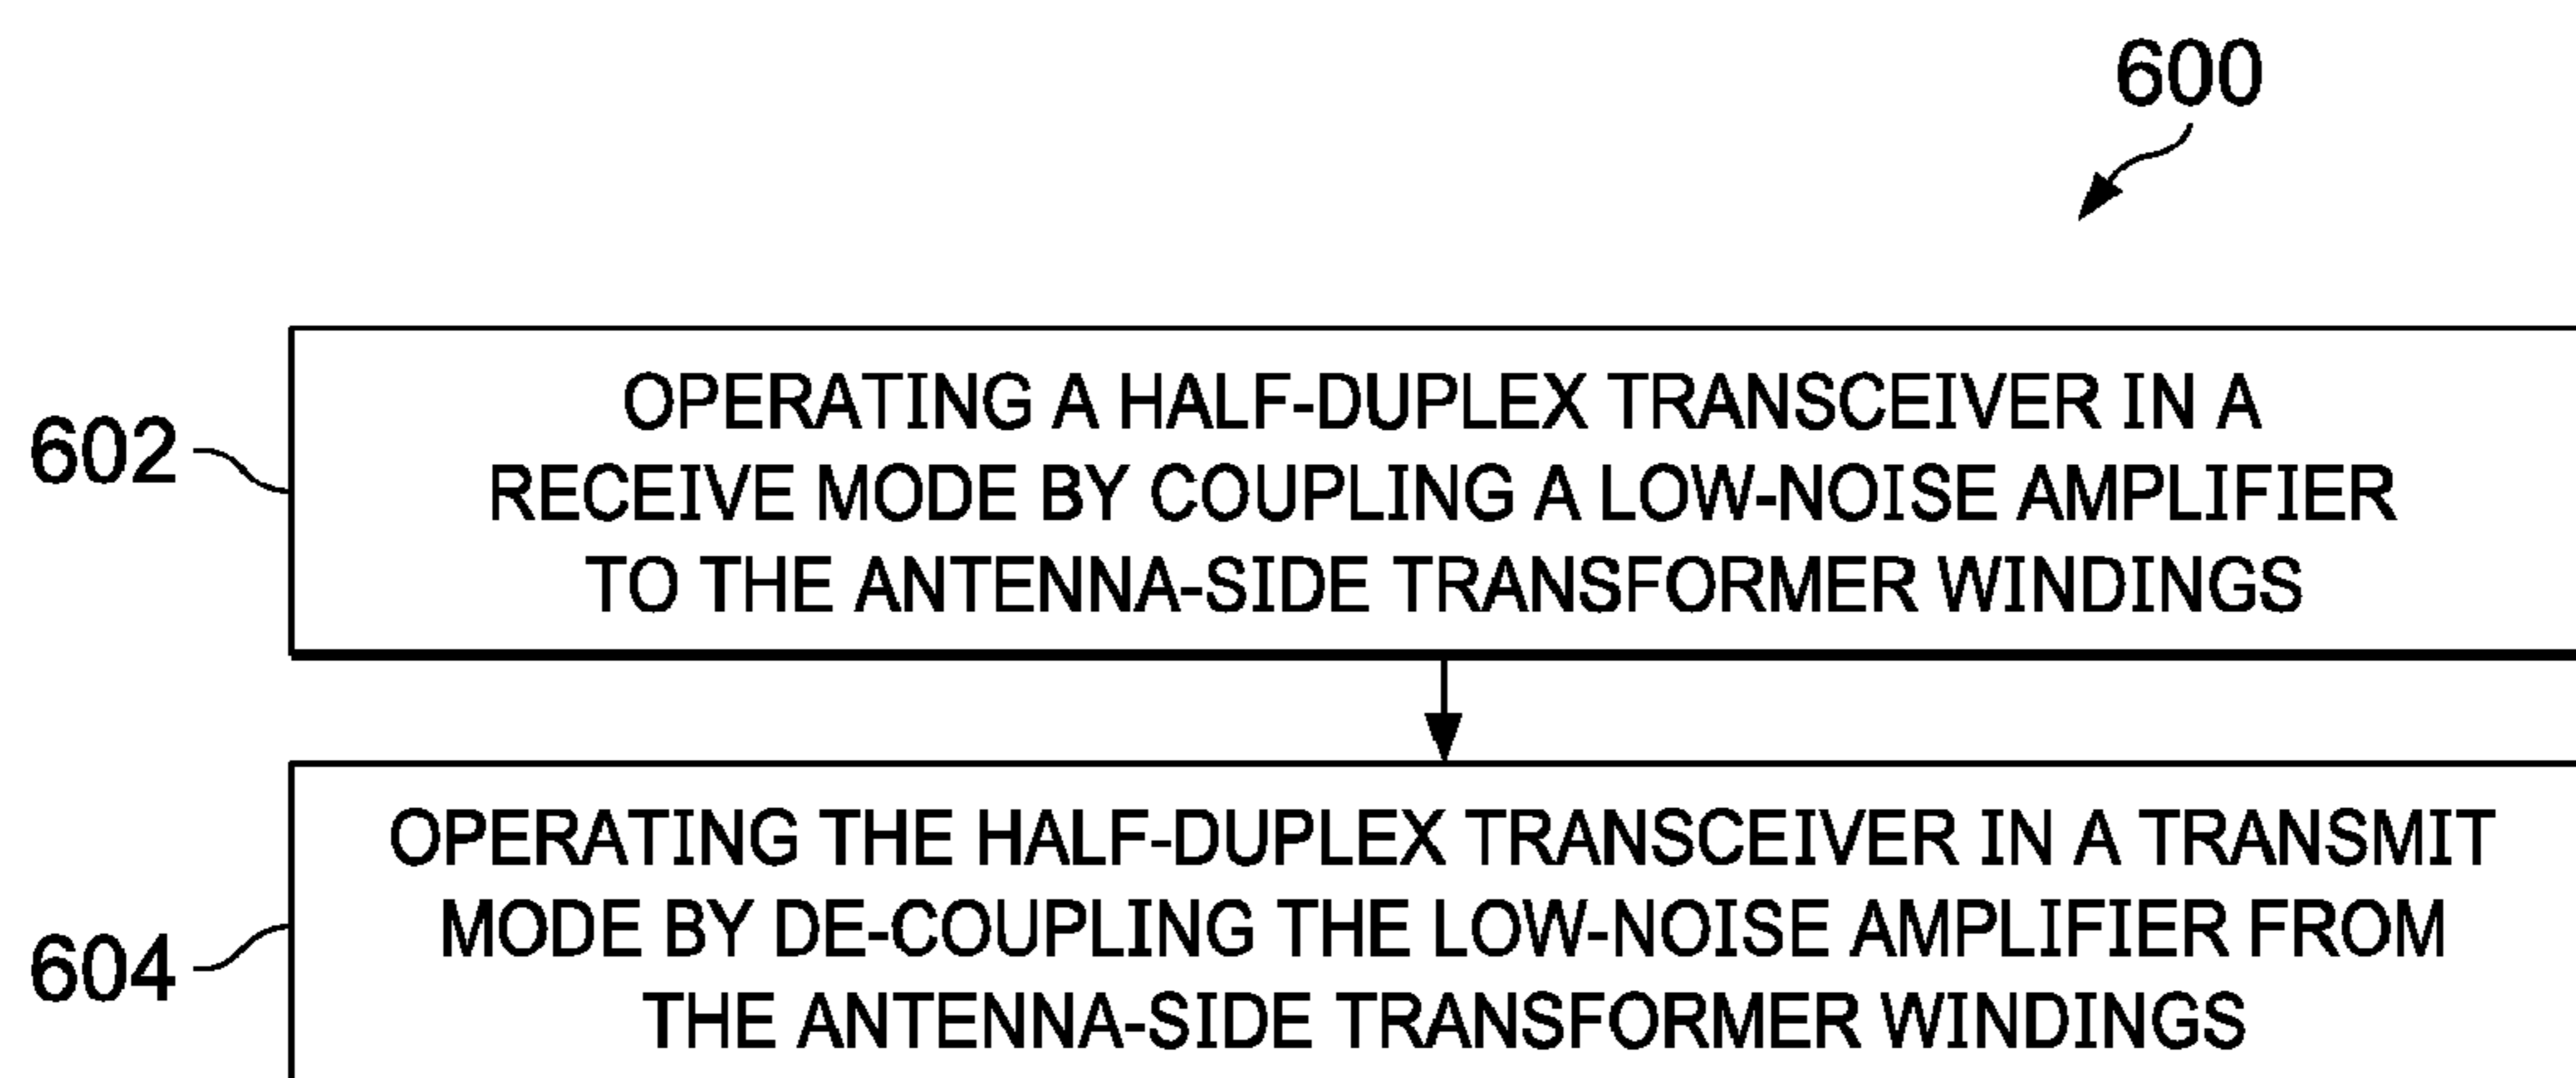 600
602
OPERATING A HALF-DUPLEX TRANSCEIVER IN A
RECEIVE MODE BY COUPLING A LOW-NOISE AMPLIFIER
TO THE ANTENNA-SIDE TRANSFORMER WINDINGS
604
OPERATING THE HALF-DUPLEX TRANSCEIVER IN A TRANSMIT
MODE BY DE-COUPLING THE LOW-NOISE AMPLIFIER FROM
THE ANTENNA-SIDE TRANSFORMER WINDINGS